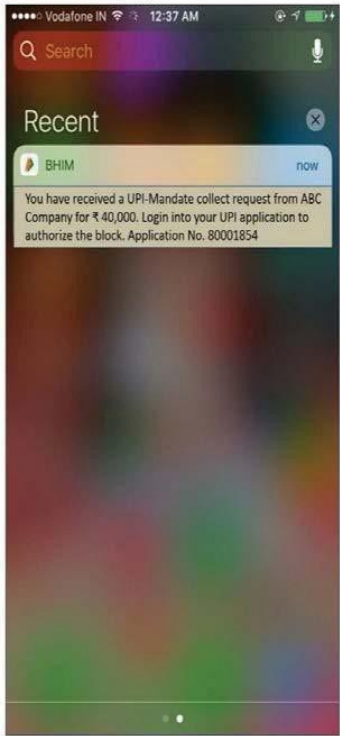 Vodafone IN 12:37 AM
Search
Recent
BHIM now
You have received a UPI-Mandate collect request from ABC
Company for ₹ 40,000. Login into your UPI application to
authorize the block. Application No. 80001854